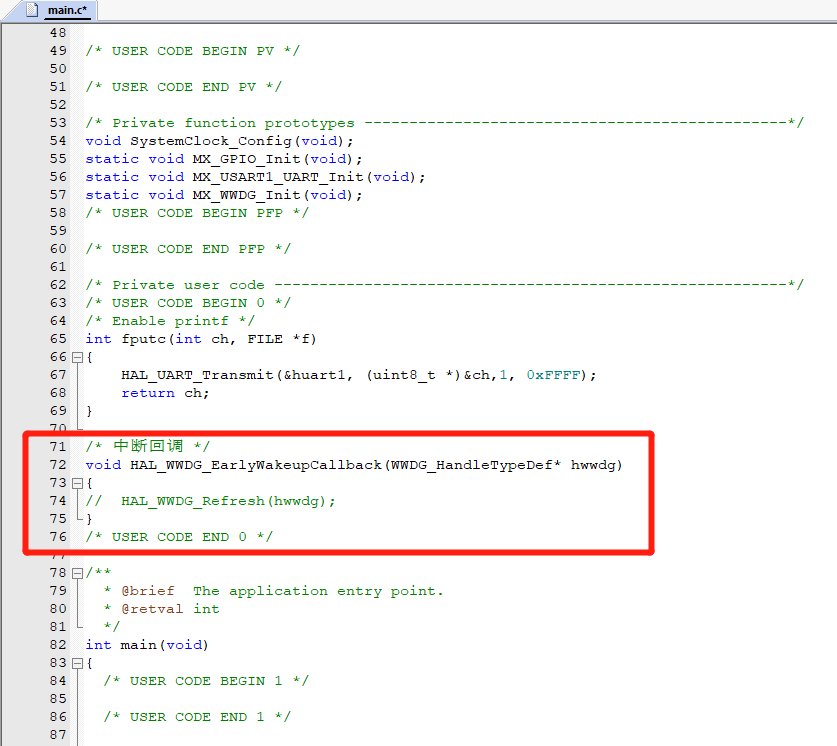 main.c*
48
49 /* USER CODE BEGIN PV */
50
51 /* USER CODE END PV */
52
53 /* Private function prototypes -----------------------------------------------*/
54 void SystemClock_Config(void);
55 static void MX_GPIO_Init(void);
56 static void MX_USART1_UART_Init(void);
57 static void MX_WWDG_Init(void);
58 /* USER CODE BEGIN PFP */
59
60 /* USER CODE END PFP */
61
62 /* Private user code ---------------------------------------------------------*/
63 /* USER CODE BEGIN 0 */
64 /* Enable printf */
65 int fputc(int ch, FILE *f)
66 {
67     HAL_UART_Transmit(&huart1, (uint8_t *)&ch,1, 0xFFFF);
68     return ch;
69 }
70
71 /* 中断回调 */
72 void HAL_WWDG_EarlyWakeupCallback(WWDG_HandleTypeDef* hwwdg)
73 {
74 //  HAL_WWDG_Refresh(hwwdg);
75 }
76 /* USER CODE END 0 */
77
78 /**
79   * @brief  The application entry point.
80   * @retval int
81   */
82 int main(void)
83 {
84   /* USER CODE BEGIN 1 */
85
86   /* USER CODE END 1 */
87